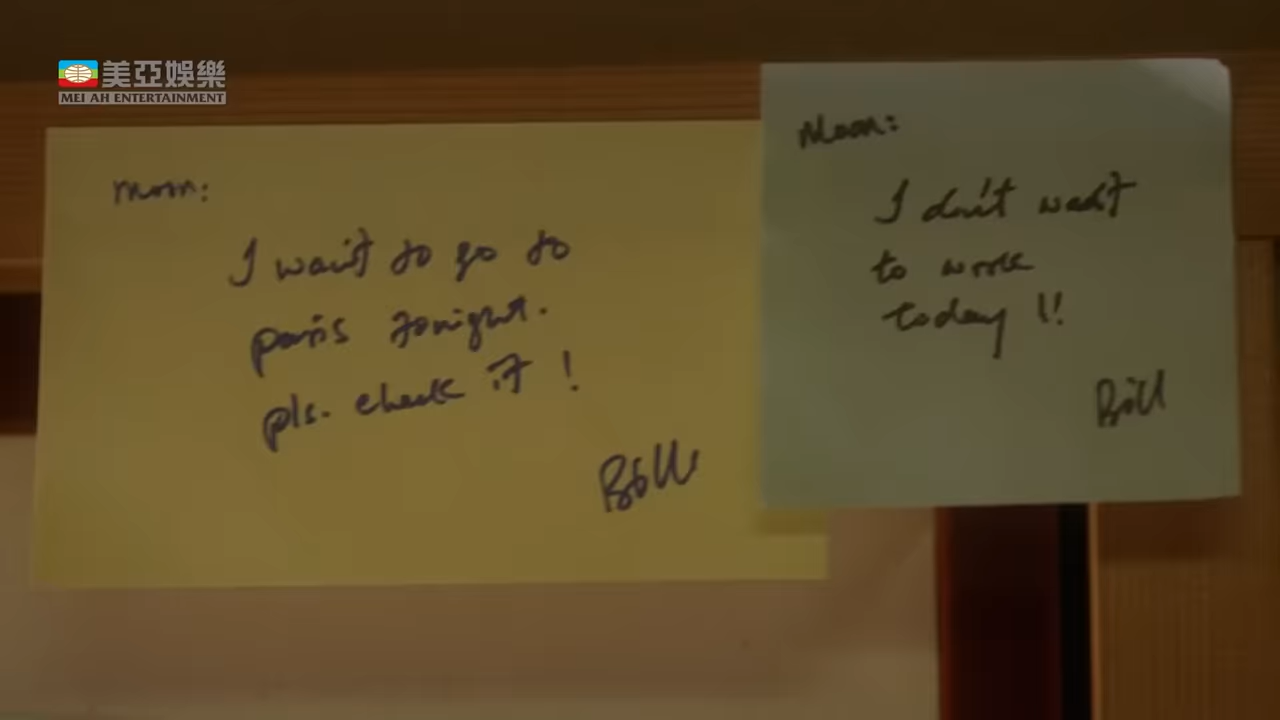 美亞娛樂
MEI AH ENTERTAINMENT
mom:
I want to go to
paris tonight.
pls. check it !
Bill
Moon:
I don't want
to work
today !!
Bill